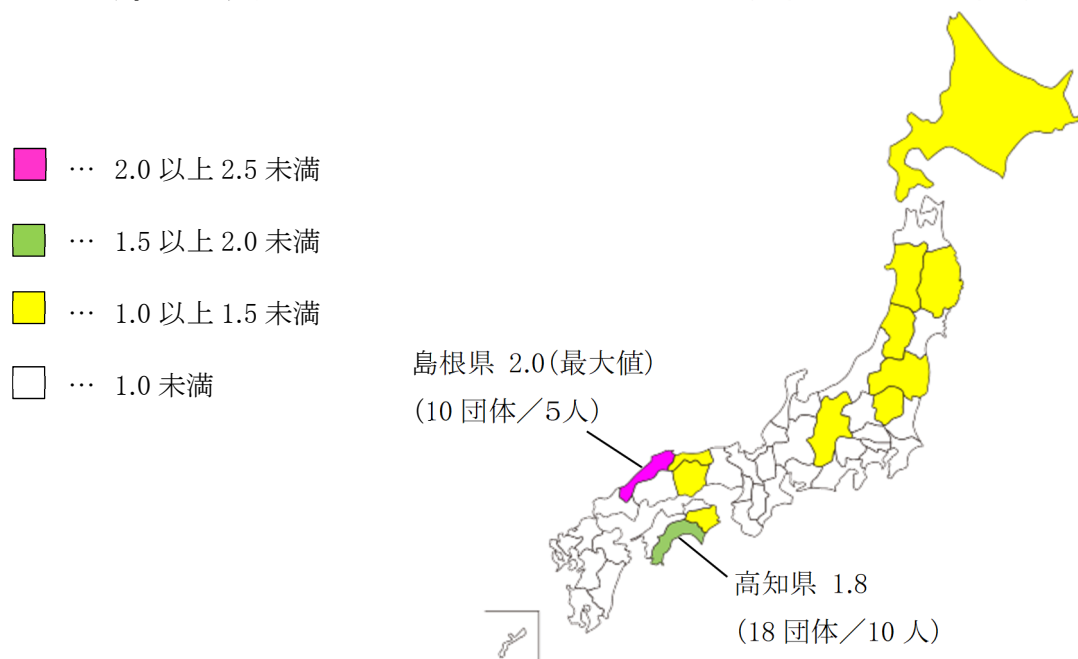 … 2.0 以上 2.5 未満
… 1.5 以上 2.0 未満
… 1.0 以上 1.5 未満
… 1.0 未満
島根県 2.0(最大値)
(10 団体／5人)
高知県 1.8
(18 団体／10 人)